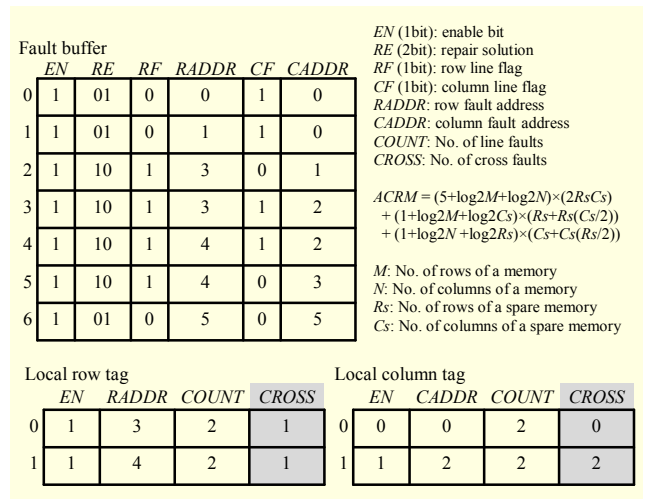 Fault buffer
EN RE RF RADDR CF CADDR
0 1 01 0 0 1 0
1 1 01 0 1 1 0
2 1 10 1 3 0 1
3 1 10 1 3 1 2
4 1 10 1 4 1 2
5 1 10 1 4 0 3
6 1 01 0 5 0 5
EN (1bit): enable bit
RE (2bit): repair solution
RF (1bit): row line flag
CF (1bit): column line flag
RADDR: row fault address
CADDR: column fault address
COUNT: No. of line faults
CROSS: No. of cross faults
ACRM = (5+log2M+log2N)×(2RsCs)
+ (1+log2M+log2Cs)×(Rs+Rs(Cs/2))
+ (1+log2N +log2Rs)×(Cs+Cs(Rs/2))
M: No. of rows of a memory
N: No. of columns of a memory
Rs: No. of rows of a spare memory
Cs: No. of columns of a spare memory
Local row tag
EN RADDR COUNT CROSS
0 1 3 2 1
1 1 4 2 1
Local column tag
EN CADDR COUNT CROSS
0 0 0 2 0
1 1 2 2 2